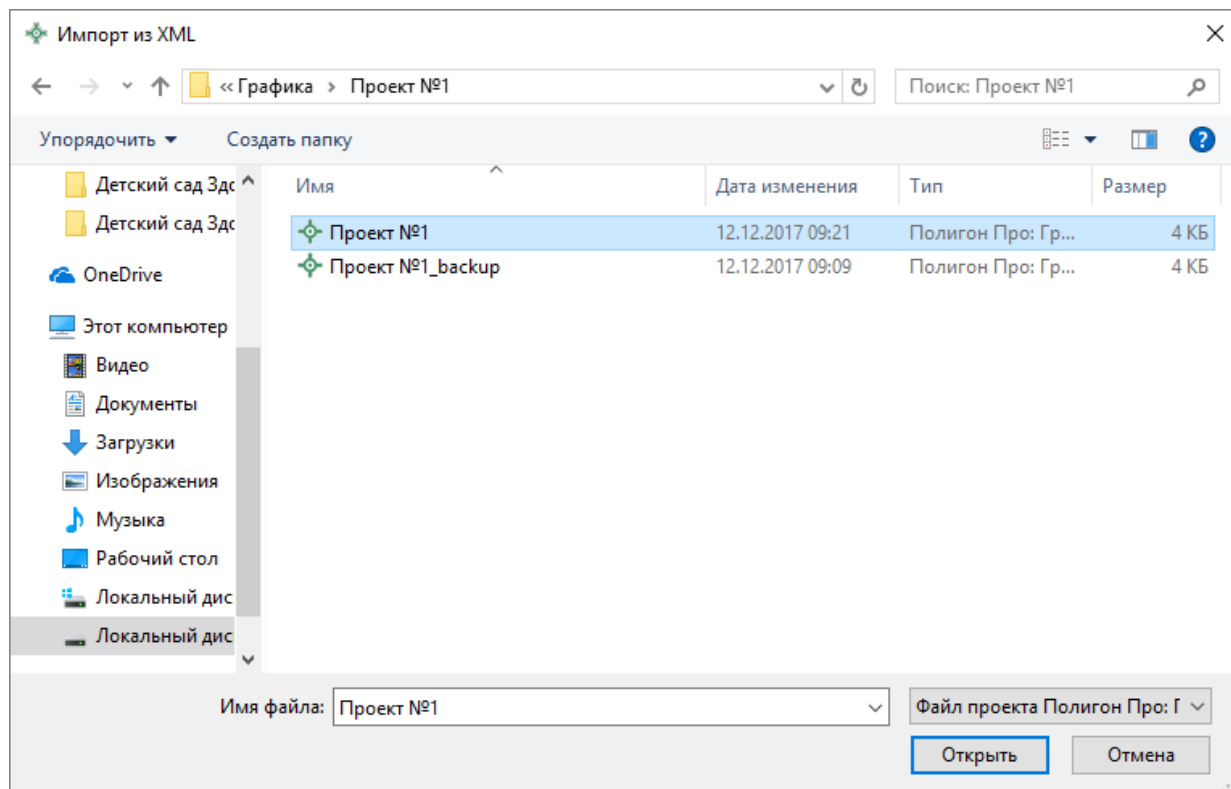 Импорт из XML
« Графика › Проект №1
Поиск: Проект №1
Упорядочить
Создать папку
Детский сад Здо
Детский сад Здо
OneDrive
Этот компьютер
Видео
Документы
Загрузки
Изображения
Музыка
Рабочий стол
Локальный дис
Локальный дис
Имя Дата изменения Тип Размер
Проект №1 12.12.2017 09:21 Полигон Про: Гр... 4 КБ
Проект №1_backup 12.12.2017 09:09 Полигон Про: Гр... 4 КБ
Имя файла: Проект №1
Файл проекта Полигон Про: Г
Открыть
Отмена